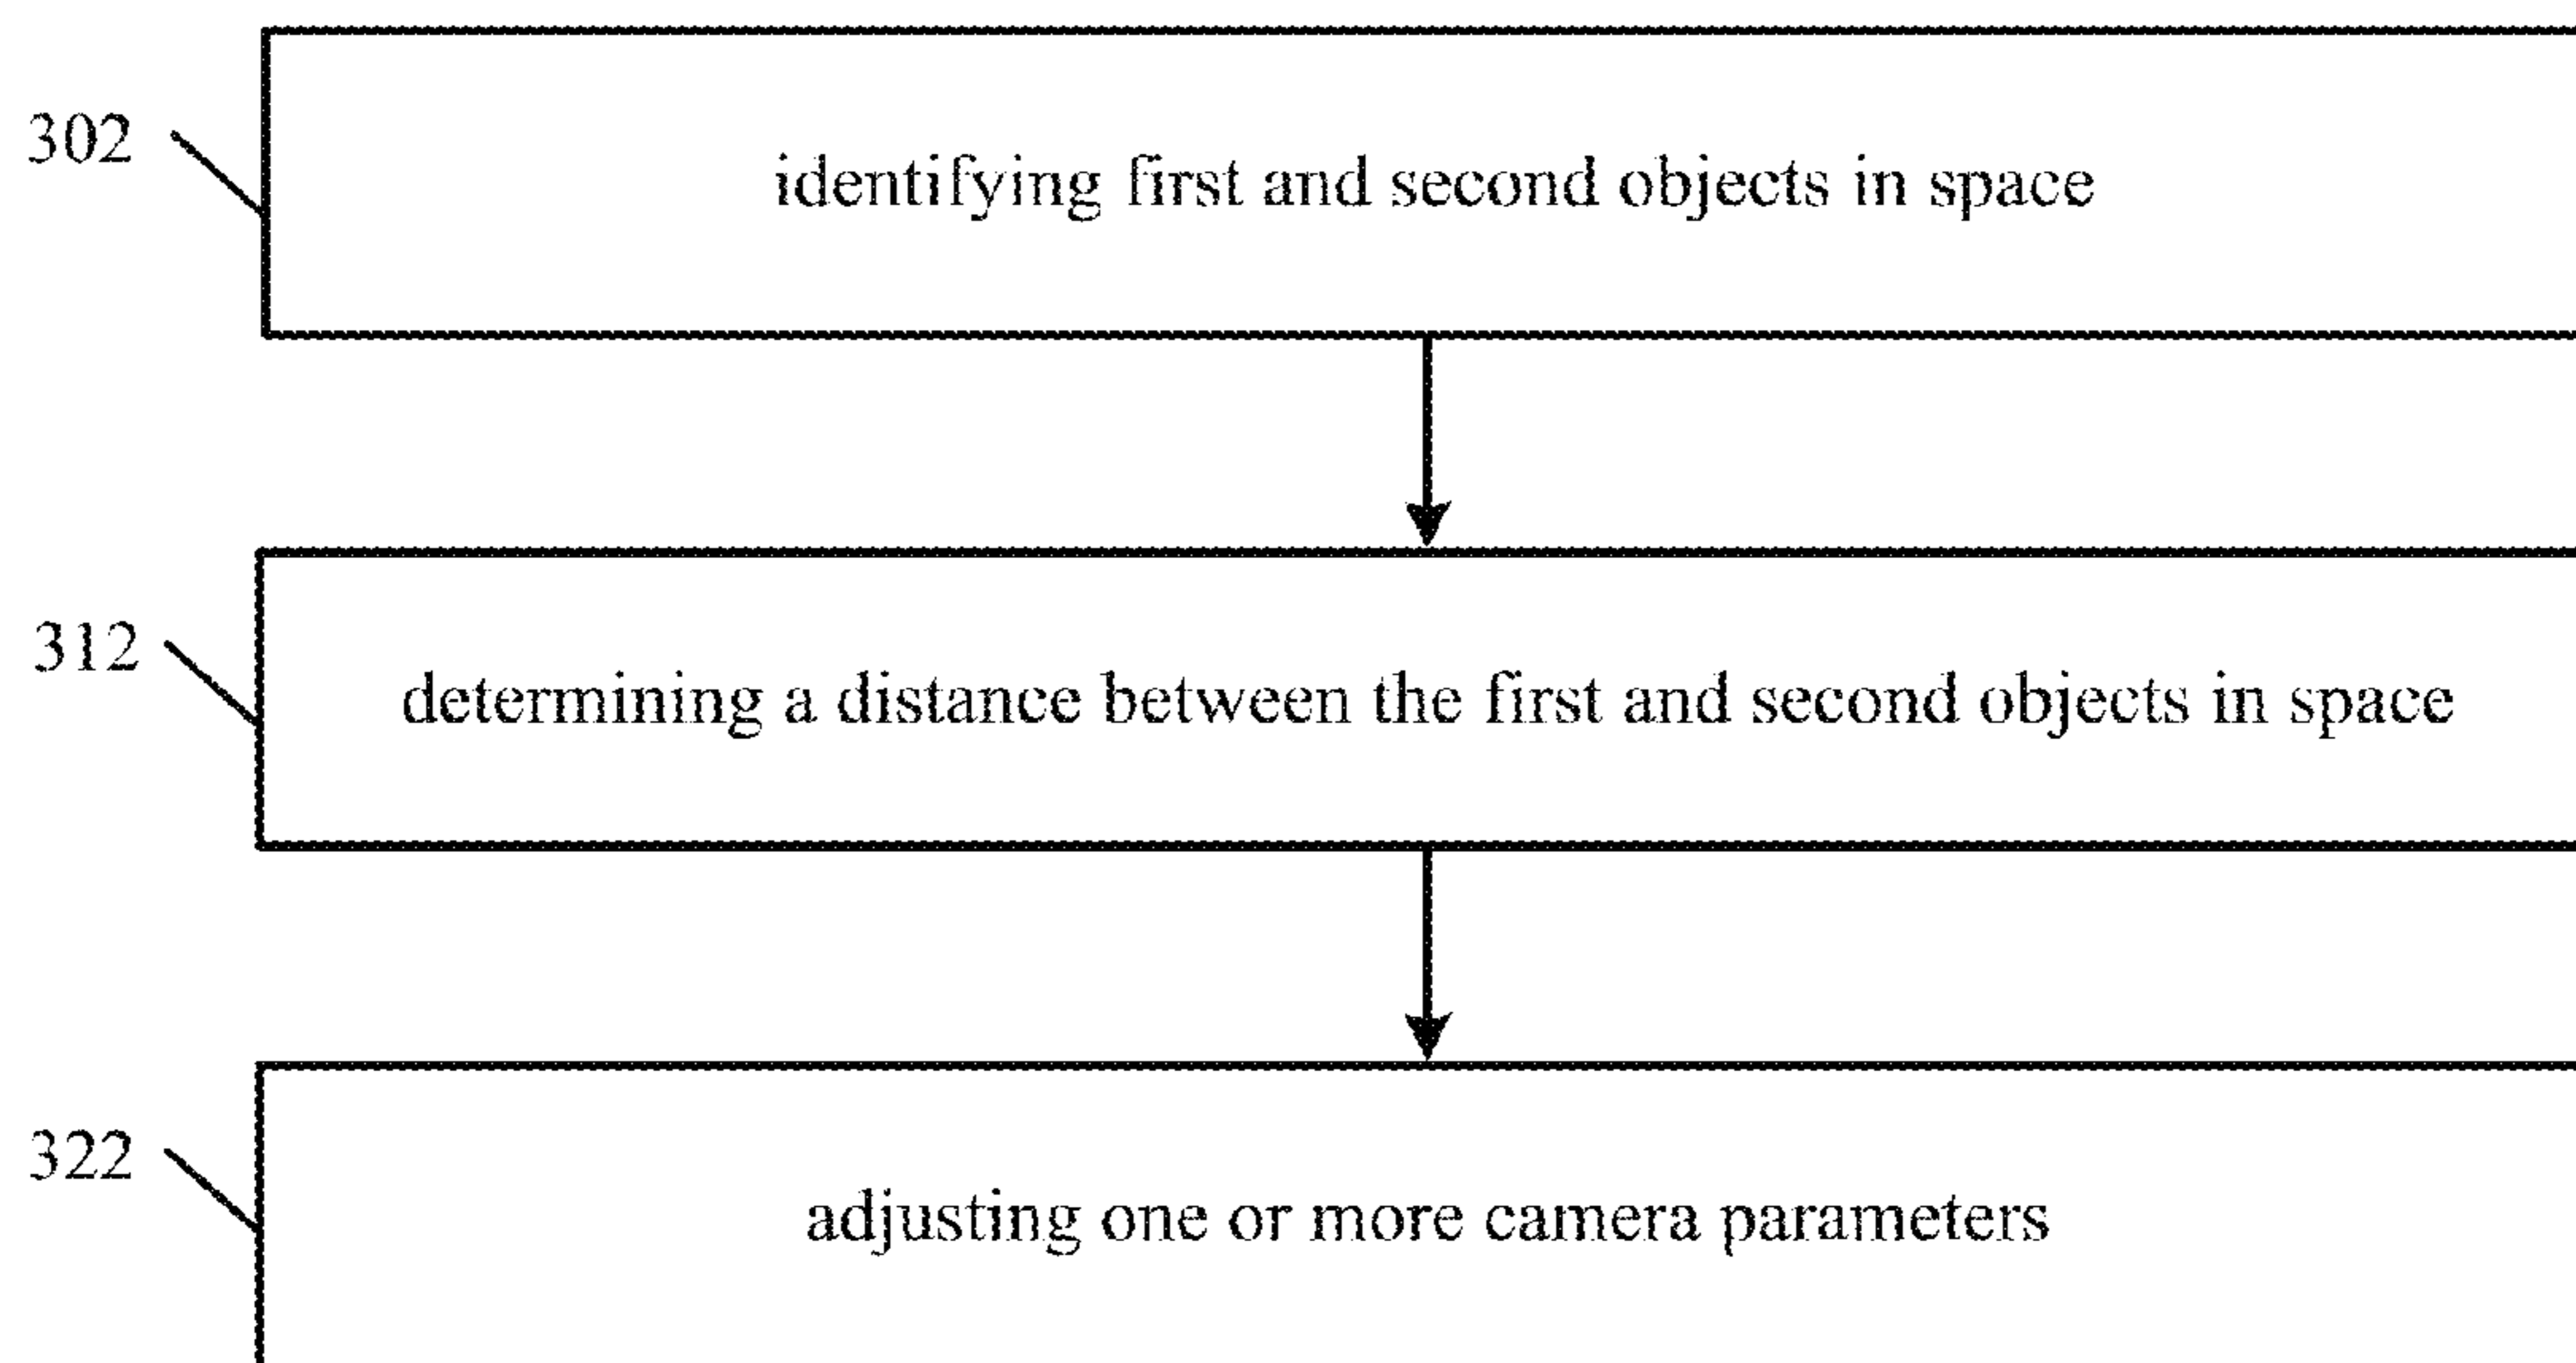 302
identifying first and second objects in space
312
determining a distance between the first and second objects in space
322
adjusting one or more camera parameters